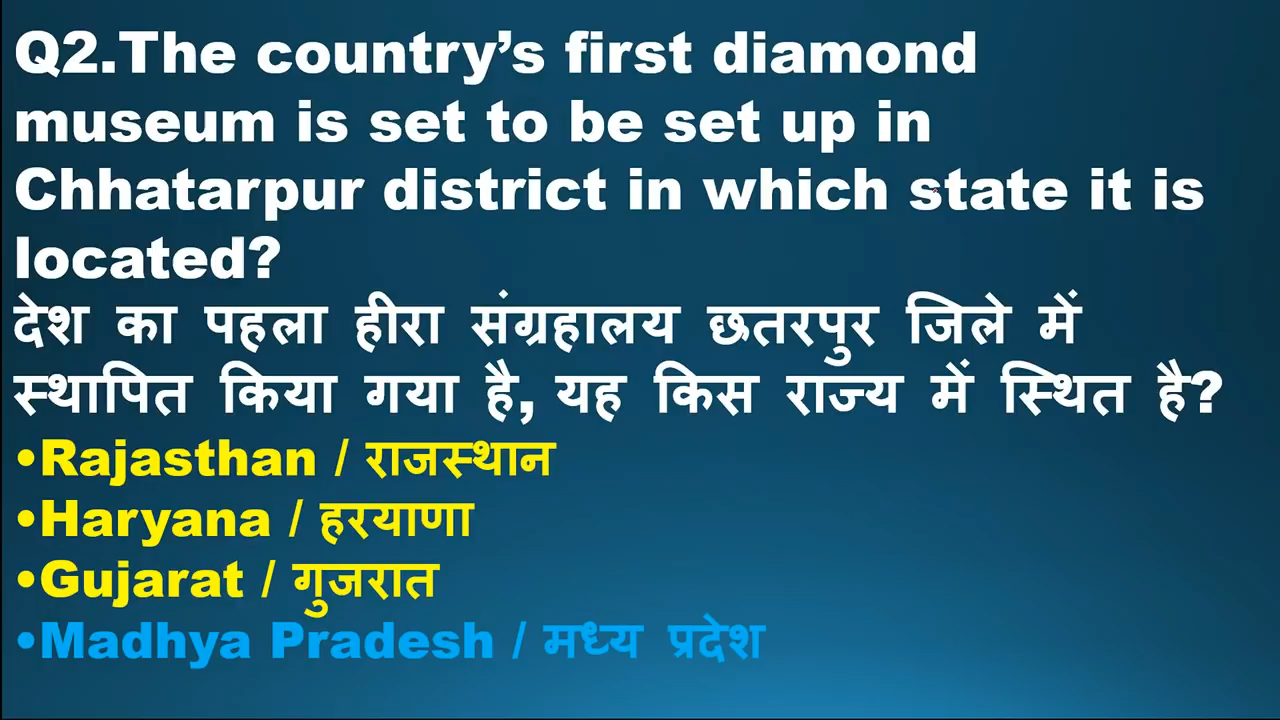 Q2.The country’s first diamond
museum is set to be set up in
Chhatarpur district in which state it is
located?
देश का पहला हीरा संग्रहालय छतरपुर जिले में
स्थापित किया गया है, यह किस राज्य में स्थित है?
•Rajasthan / राजस्थान
•Haryana / हरयाणा
•Gujarat / गुजरात
•Madhya Pradesh / मध्य प्रदेश